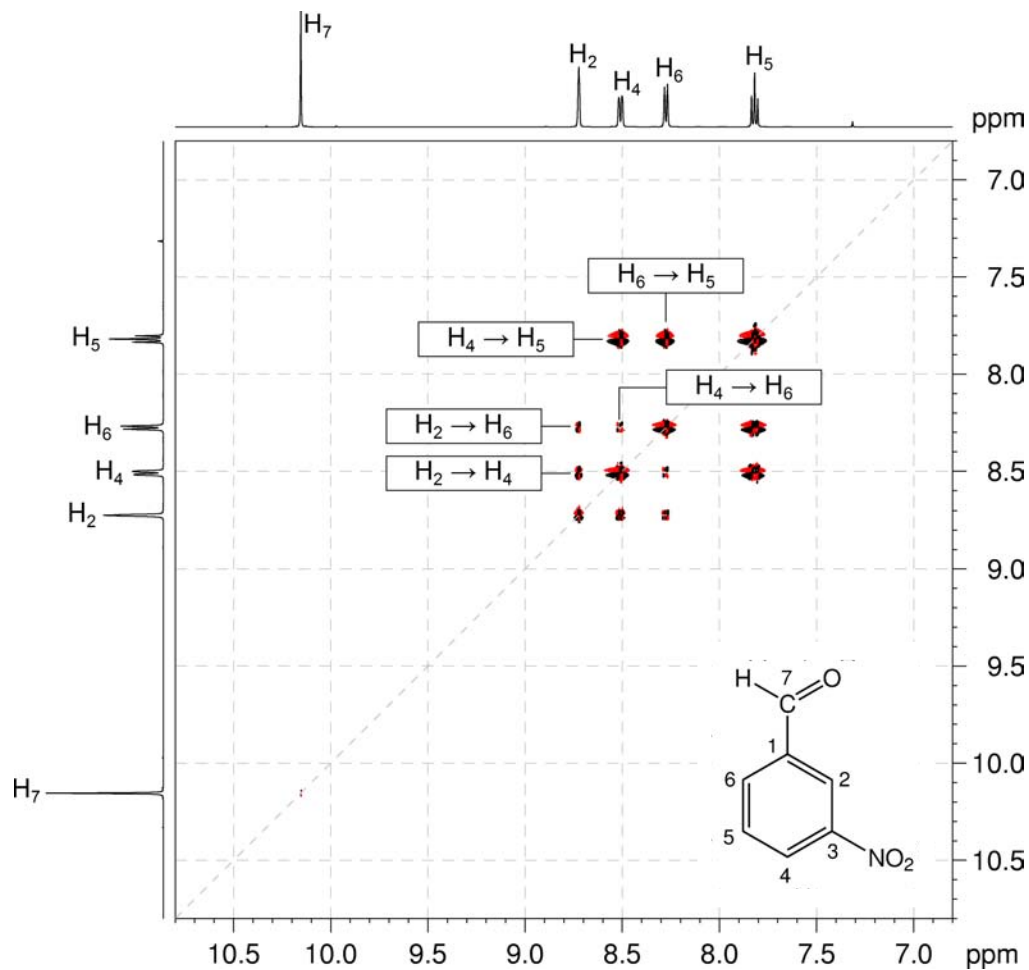 H₇
H₂
H₄
H₆
H₅
ppm
7.0
7.5
8.0
8.5
9.0
9.5
10.0
10.5
H₅
H₆
H₄
H₂
H₇
H₆ → H₅
H₄ → H₅
H₄ → H₆
H₂ → H₆
H₂ → H₄
H 7 O
C
1
6 2
5 3
4 NO₂
10.5 10.0 9.5 9.0 8.5 8.0 7.5 7.0 ppm